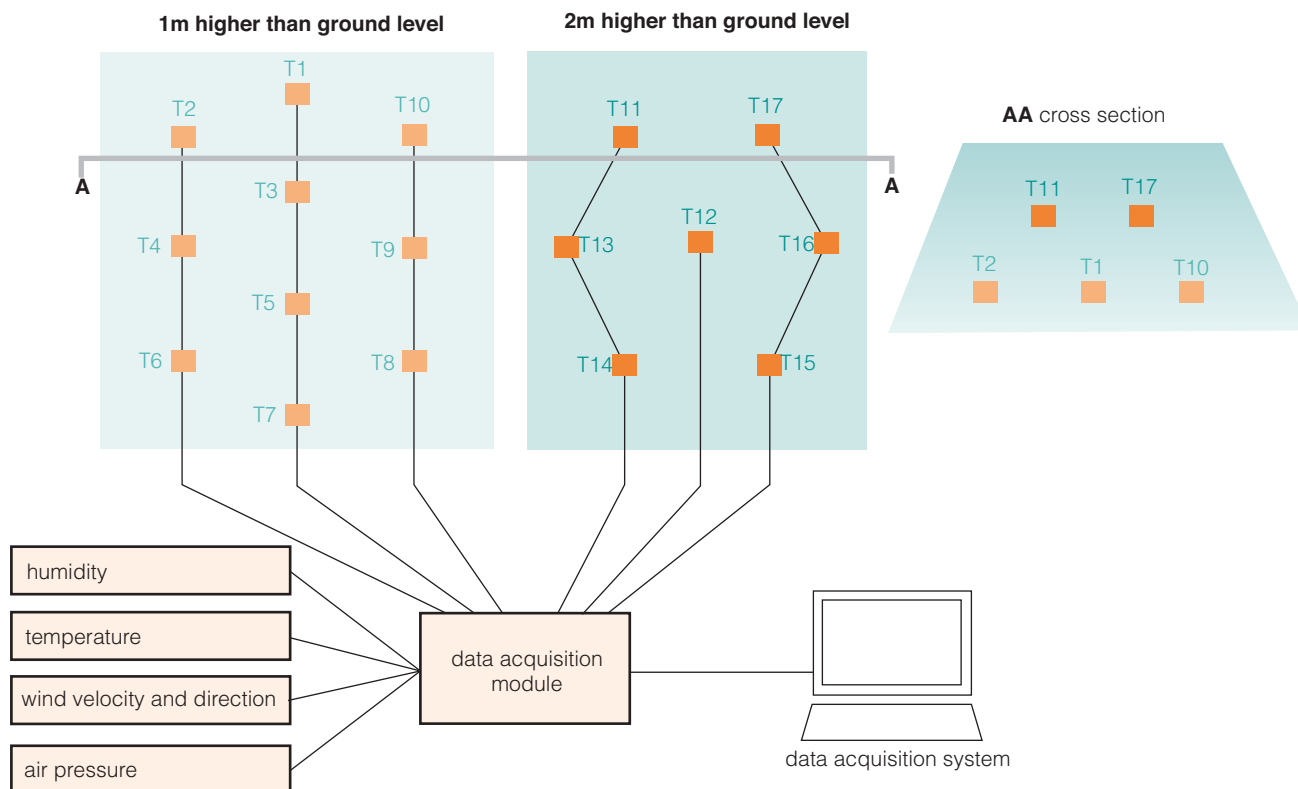 1m higher than ground level
2m higher than ground level
T1
T2
T10
T11
T17
AA cross section
A
A
T3
T4
T9
T5
T6
T8
T7
T12
T13
T16
T14
T15
T11
T17
T2
T1
T10
humidity
temperature
wind velocity and direction
air pressure
data acquisition
module
data acquisition system